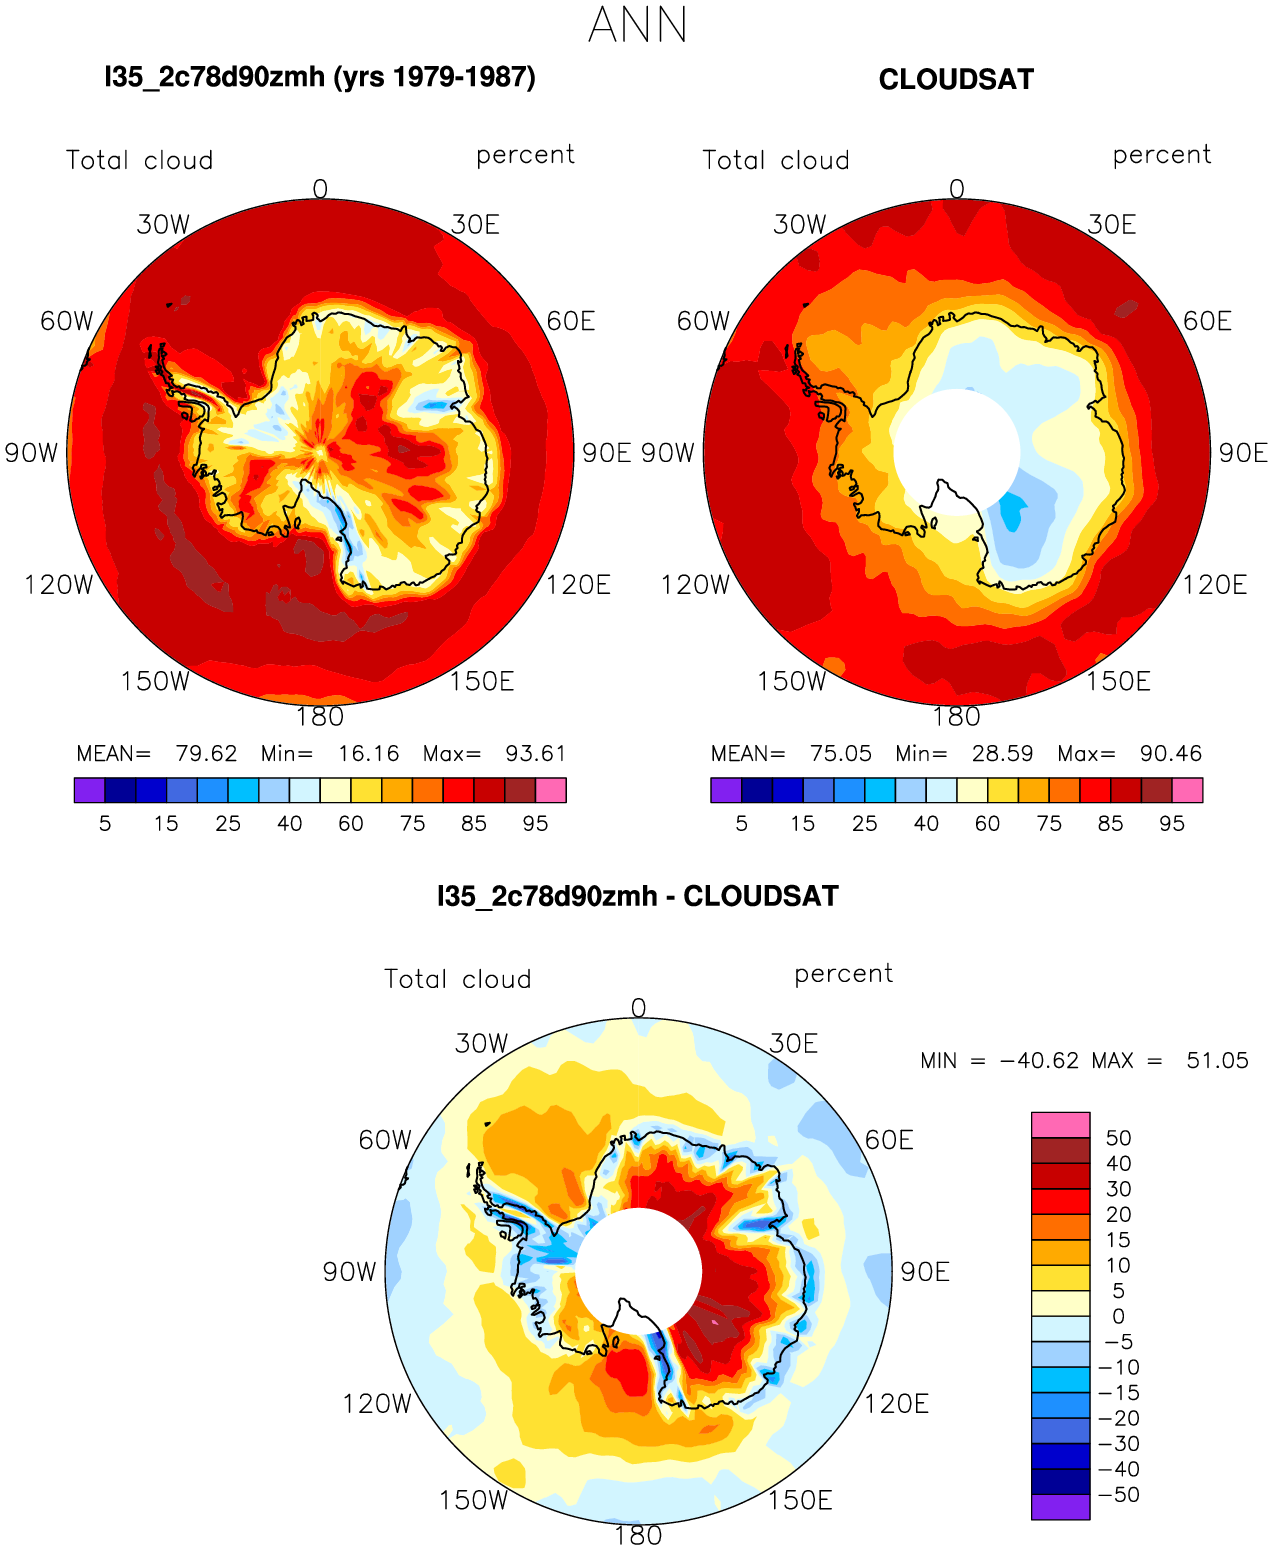 ANN
l35_2c78d90zmh (yrs 1979-1987)
CLOUDSAT
Total cloud percent
Total cloud percent
0
30W 30E
60W 60E
90W 90E
120W 120E
150W 150E
180
0
30W 30E
60W 60E
90W 90E
120W 120E
150W 150E
180
MEAN= 79.62 Min= 16.16 Max= 93.61
5 15 25 40 60 75 85 95
MEAN= 75.05 Min= 28.59 Max= 90.46
5 15 25 40 60 75 85 95
l35_2c78d90zmh - CLOUDSAT
Total cloud percent
0
30W 30E
60W 60E
90W 90E
120W 120E
150W 150E
180
MIN = -40.62 MAX = 51.05
50
40
30
20
15
10
5
0
-5
-10
-15
-20
-30
-40
-50